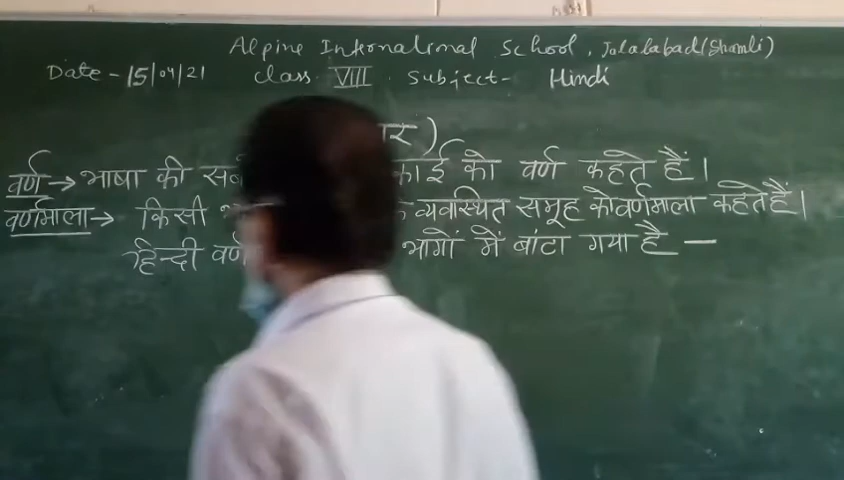 Alpine International School, Jalalabad (Shamli)
Date - 15/04/21 Class VIII Subject- Hindi
वर्ण → भाषा की काई को वर्ण कहते हैं।
वर्णमाला → किसी व्यवस्थित समूह को वर्णमाला कहते हैं।
हिन्दी वर्ण भागों में बांटा गया है —